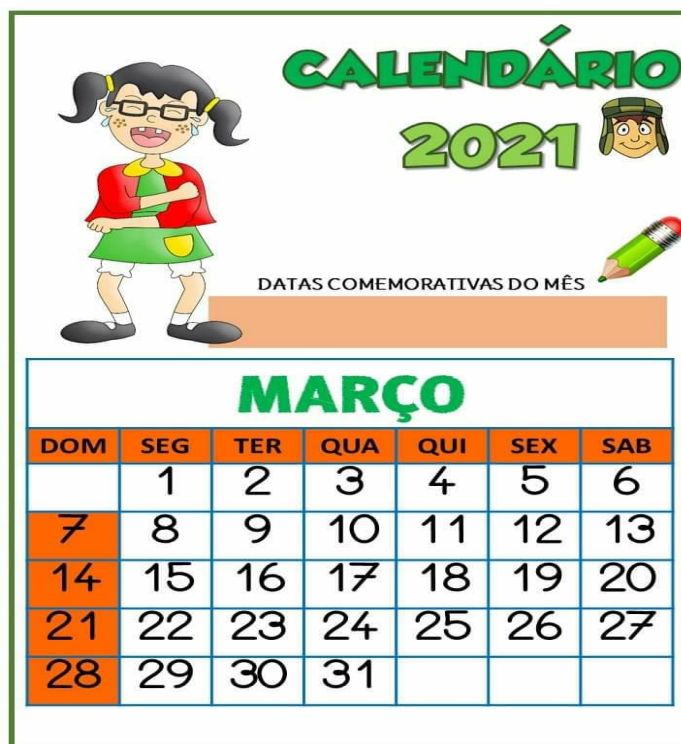 CALENDÁRIO
2021
DATAS COMEMORATIVAS DO MÊS
MARÇO
DOM SEG TER QUA QUI SEX SAB
1 2 3 4 5 6
7 8 9 10 11 12 13
14 15 16 17 18 19 20
21 22 23 24 25 26 27
28 29 30 31